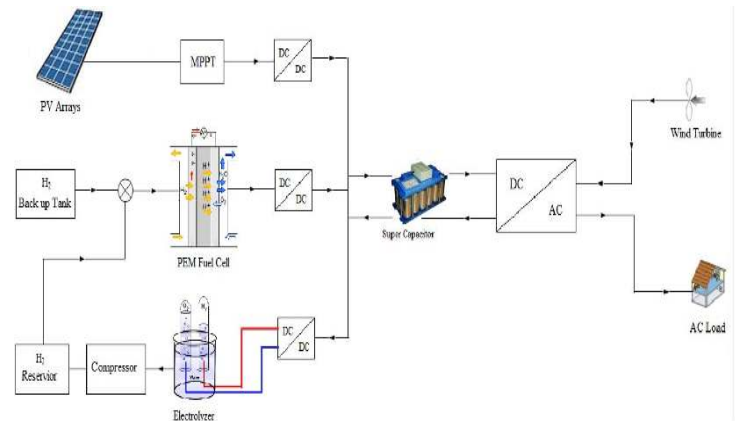 DC
DC
MPPT
PV Arrays
Wind Turbine
H₂
Back up Tank
DC
DC
DC
AC
Super Capacitor
PEM Fuel Cell
AC Load
DC
DC
H₂
Reservior
Compressor
Electrolyzer